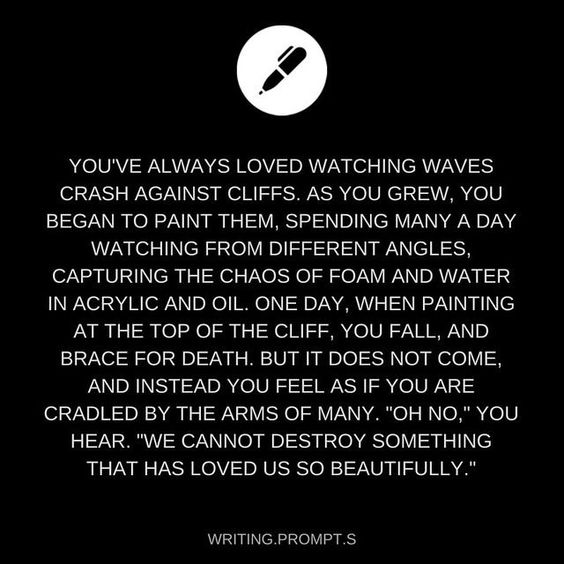 YOU'VE ALWAYS LOVED WATCHING WAVES
CRASH AGAINST CLIFFS. AS YOU GREW, YOU
BEGAN TO PAINT THEM, SPENDING MANY A DAY
WATCHING FROM DIFFERENT ANGLES,
CAPTURING THE CHAOS OF FOAM AND WATER
IN ACRYLIC AND OIL. ONE DAY, WHEN PAINTING
AT THE TOP OF THE CLIFF, YOU FALL, AND
BRACE FOR DEATH. BUT IT DOES NOT COME,
AND INSTEAD YOU FEEL AS IF YOU ARE
CRADLED BY THE ARMS OF MANY. "OH NO," YOU
HEAR. "WE CANNOT DESTROY SOMETHING
THAT HAS LOVED US SO BEAUTIFULLY."
WRITING.PROMPT.S